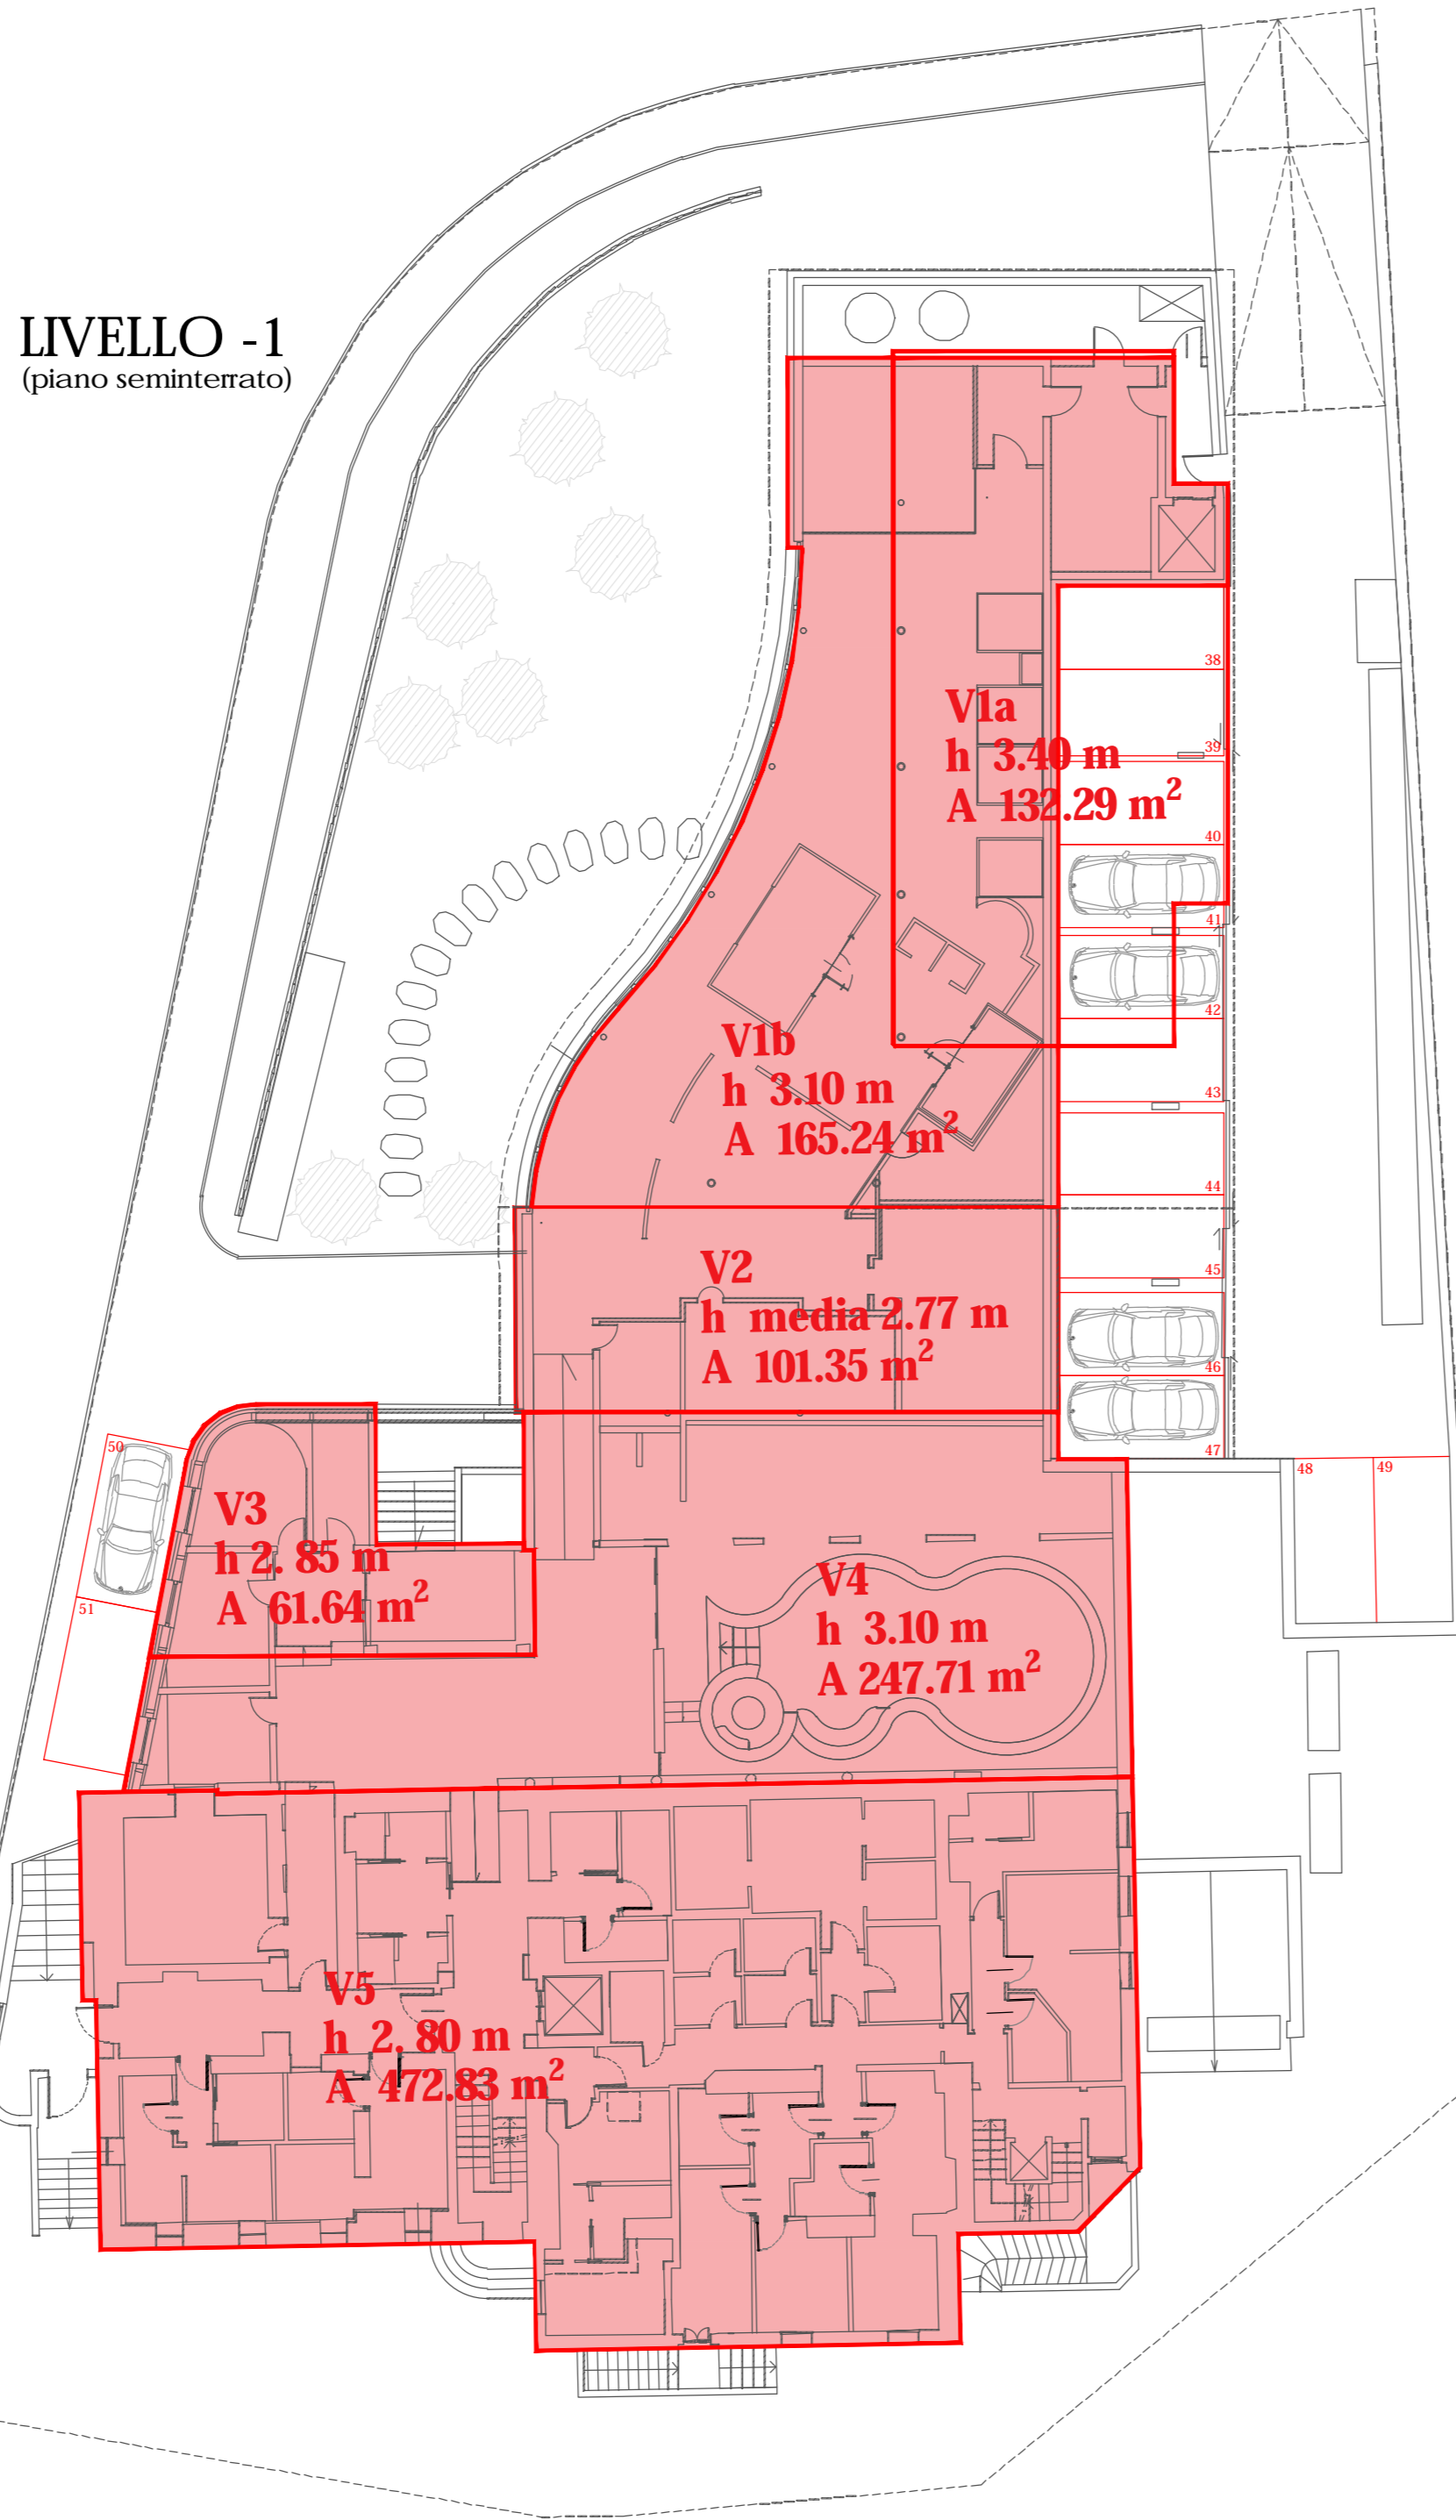 LIVELLO -1
(piano seminterrato)
38
V1a
39
h 3.40 m
A 132.29 m²
40
41
42
V1b
h 3.10 m
43
A 165.24 m²
44
V2
45
h media 2.77 m
A 101.35 m²
46
50
47
48
49
V3
h 2. 85 m
V4
A 61.64 m²
51
h 3.10 m
A 247.71 m²
V5
h 2. 80 m
A 472.83 m²